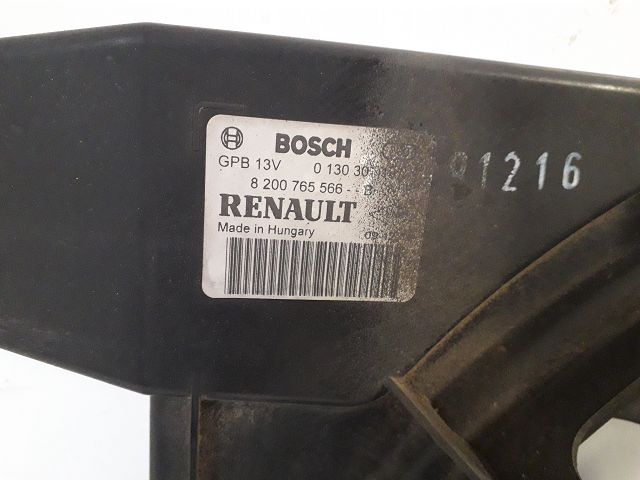 BOSCH
GPB 13V 0 130 30
8 200 765 566 - - B
RENAULT
Made in Hungary
91216